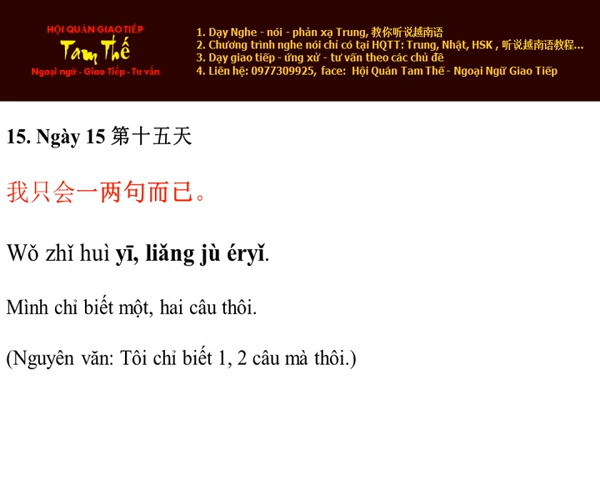 HỘI QUÁN GIAO TIẾP
Tam Thế
Ngoại ngữ - Giao Tiếp - Tư vấn
1. Dạy Nghe - nói - phản xạ Trung, 教你听说越南语
2. Chương trình nghe nói chỉ có tại HQTT: Trung, Nhật, HSK , 听说越南语教程...
3. Dạy giao tiếp - ứng xử - tư vấn theo các chủ đề
4. Liên hệ: 0977309925, face: Hội Quán Tam Thế - Ngoại Ngữ Giao Tiếp
15. Ngày 15 第十五天
我只会一两句而已。
Wǒ zhǐ huì yī, liǎng jù éryǐ.
Mình chỉ biết một, hai câu thôi.
(Nguyên văn: Tôi chỉ biết 1, 2 câu mà thôi.)